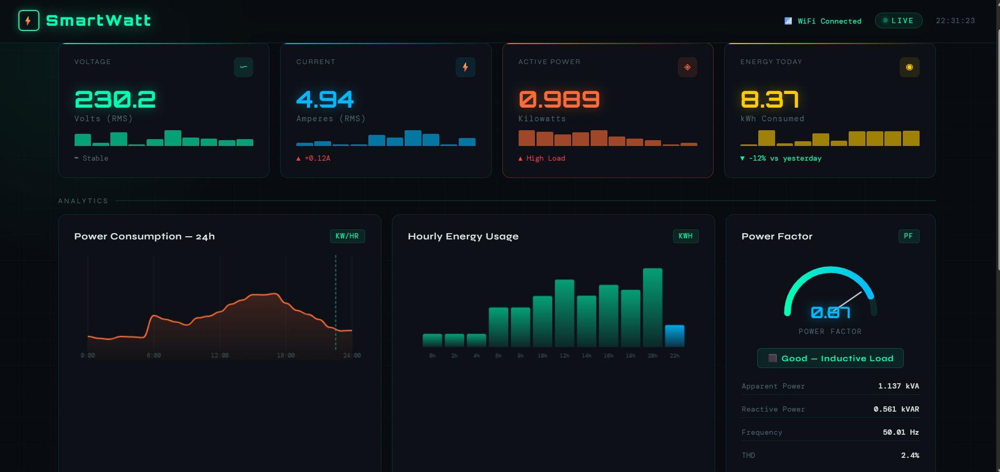 SmartWatt
WiFi Connected
LIVE
22:31:23
VOLTAGE
230.2
Volts (RMS)
━ Stable
CURRENT
4.94
Amperes (RMS)
▲ +0.12A
ACTIVE POWER
0.989
Kilowatts
▲ High Load
ENERGY TODAY
8.37
kWh Consumed
▼ -12% vs yesterday
ANALYTICS
Power Consumption — 24h
KW/HR
0:00 6:00 12:00 18:00 24:00
Hourly Energy Usage
KWH
0h 2h 4h 6h 8h 10h 12h 14h 16h 18h 20h 22h
Power Factor
PF
0.87
POWER FACTOR
Good — Inductive Load
Apparent Power 1.137 kVA
Reactive Power 0.561 kVAR
Frequency 50.01 Hz
THD 2.4%